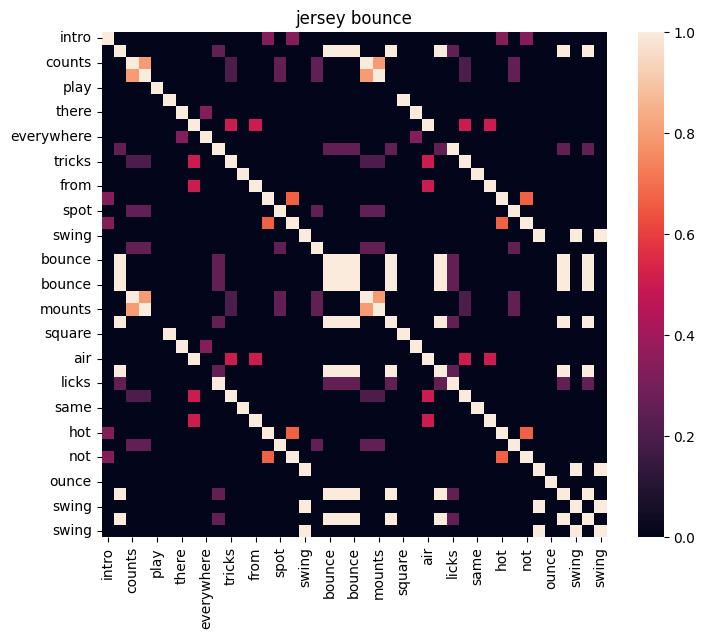 jersey bounce
intro
counts
play
there
everywhere
tricks
from
spot
swing
bounce
bounce
mounts
square
air
licks
same
hot
not
ounce
swing
swing
1.0
0.8
0.6
0.4
0.2
0.0
intro
counts
play
there
everywhere
tricks
from
spot
swing
bounce
bounce
mounts
square
air
licks
same
hot
not
ounce
swing
swing